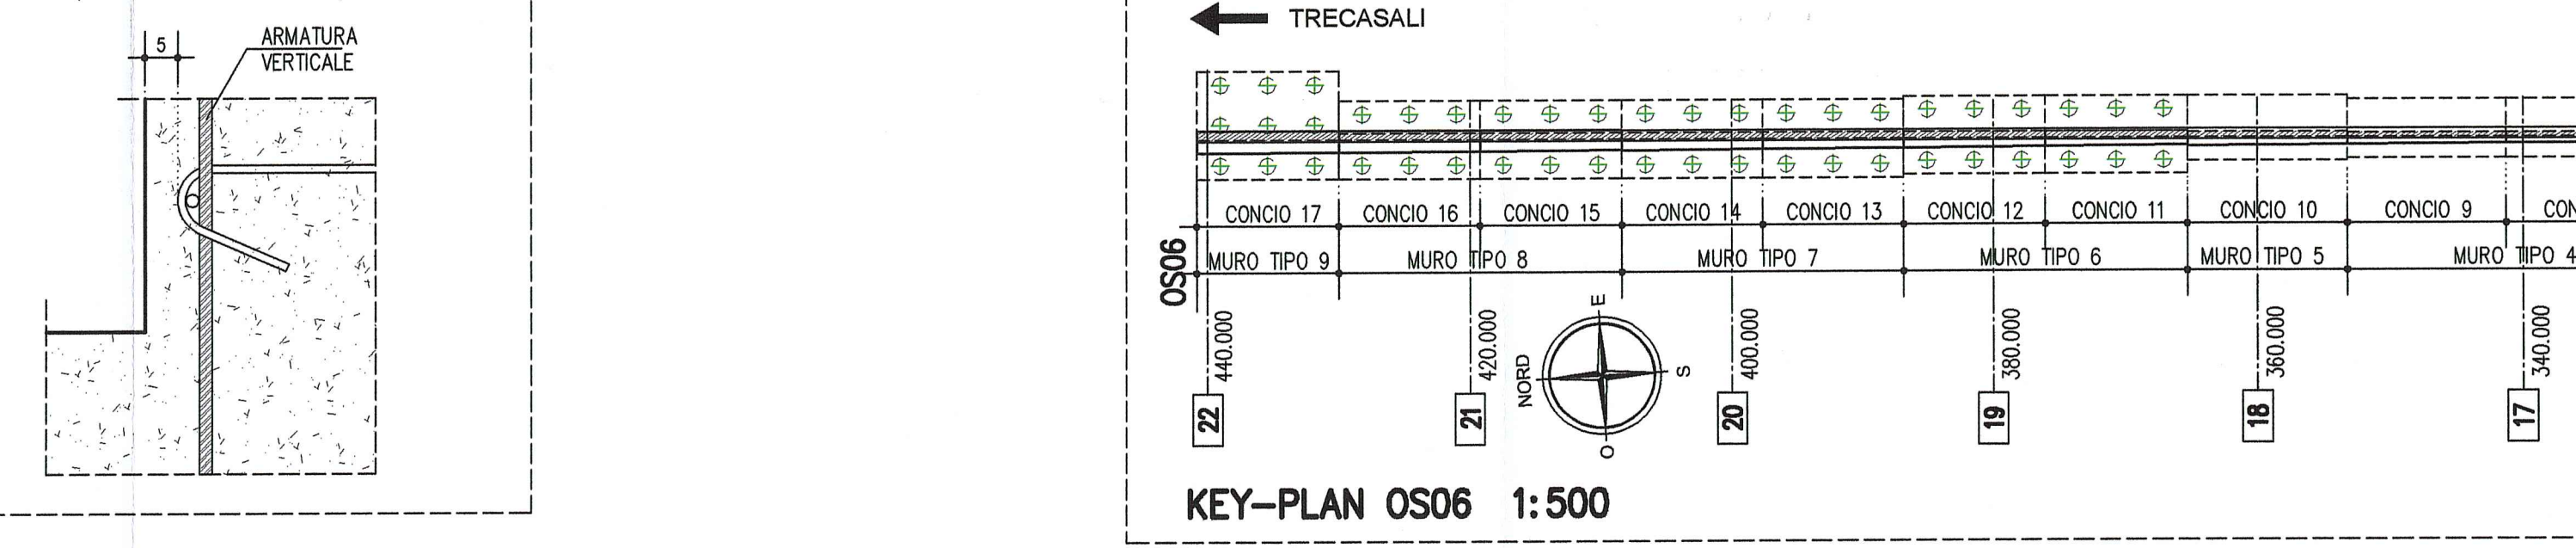 5
ARMATURA
VERTICALE
TRECASALI
CONCIO 17
CONCIO 16
CONCIO 15
CONCIO 14
CONCIO 13
CONCIO 12
CONCIO 11
CONCIO 10
CONCIO 9
CON
OS06
MURO TIPO 9
MURO TIPO 8
MURO TIPO 7
MURO TIPO 6
MURO TIPO 5
MURO TIPO 4
440.000
420.000
400.000
380.000
360.000
340.000
E
NORD
S
O
22
21
20
19
18
17
KEY-PLAN OS06 1:500